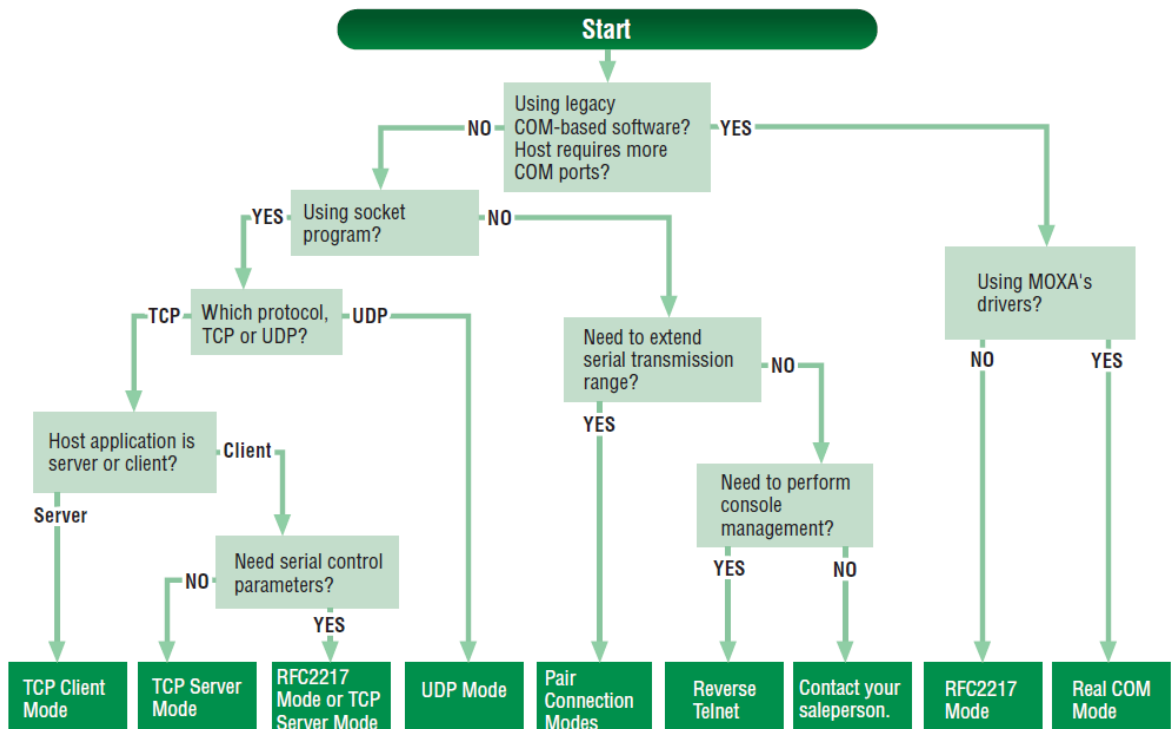 Start
Using legacy
COM-based software?
Host requires more
COM ports?
NO
YES
Using socket
program?
YES
NO
Using MOXA's
drivers?
Which protocol,
TCP or UDP?
TCP
UDP
Need to extend
serial transmission
range?
NO
YES
NO
YES
Host application is
server or client?
Client
Server
Need to perform
console
management?
YES
NO
Need serial control
parameters?
NO
YES
TCP Client
Mode
TCP Server
Mode
RFC2217
Mode or TCP
Server Mode
UDP Mode
Pair
Connection
Modes
Reverse
Telnet
Contact your
saleperson.
RFC2217
Mode
Real COM
Mode